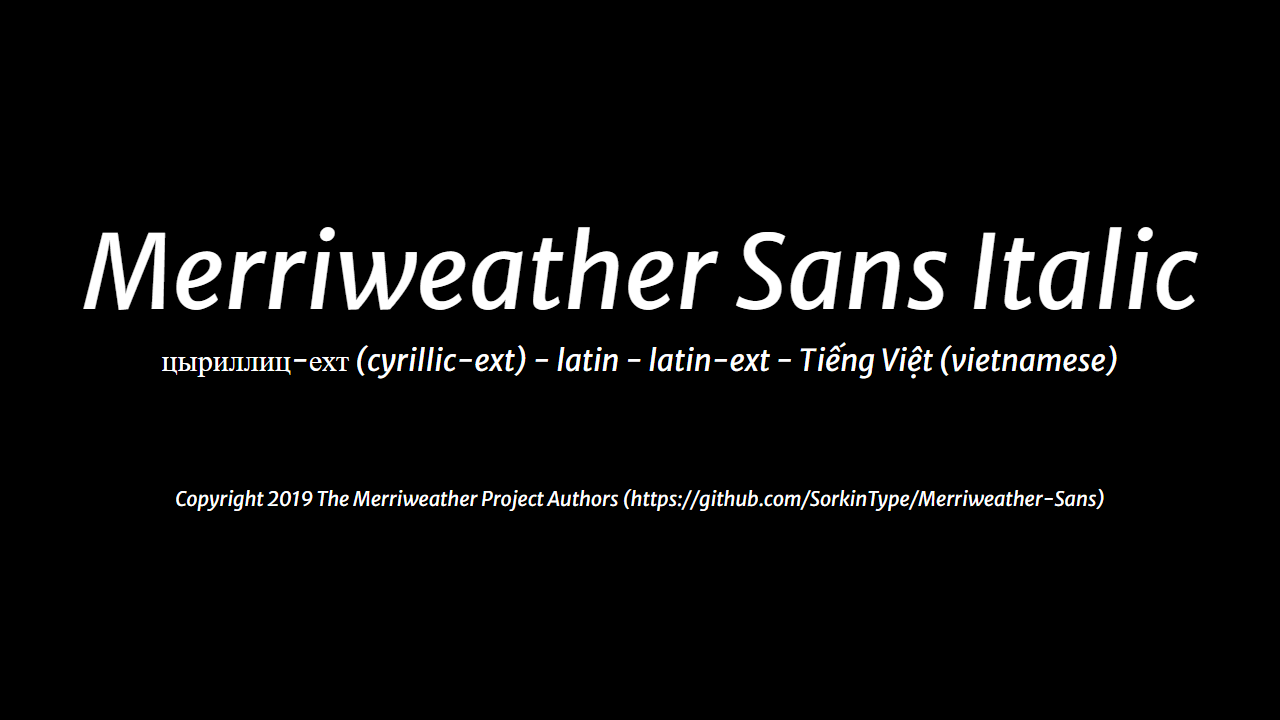 Merriweather Sans Italic
цыриллиц-ехт (cyrillic-ext) - latin - latin-ext - Tiếng Việt (vietnamese)
Copyright 2019 The Merriweather Project Authors (https://github.com/SorkinType/Merriweather-Sans)